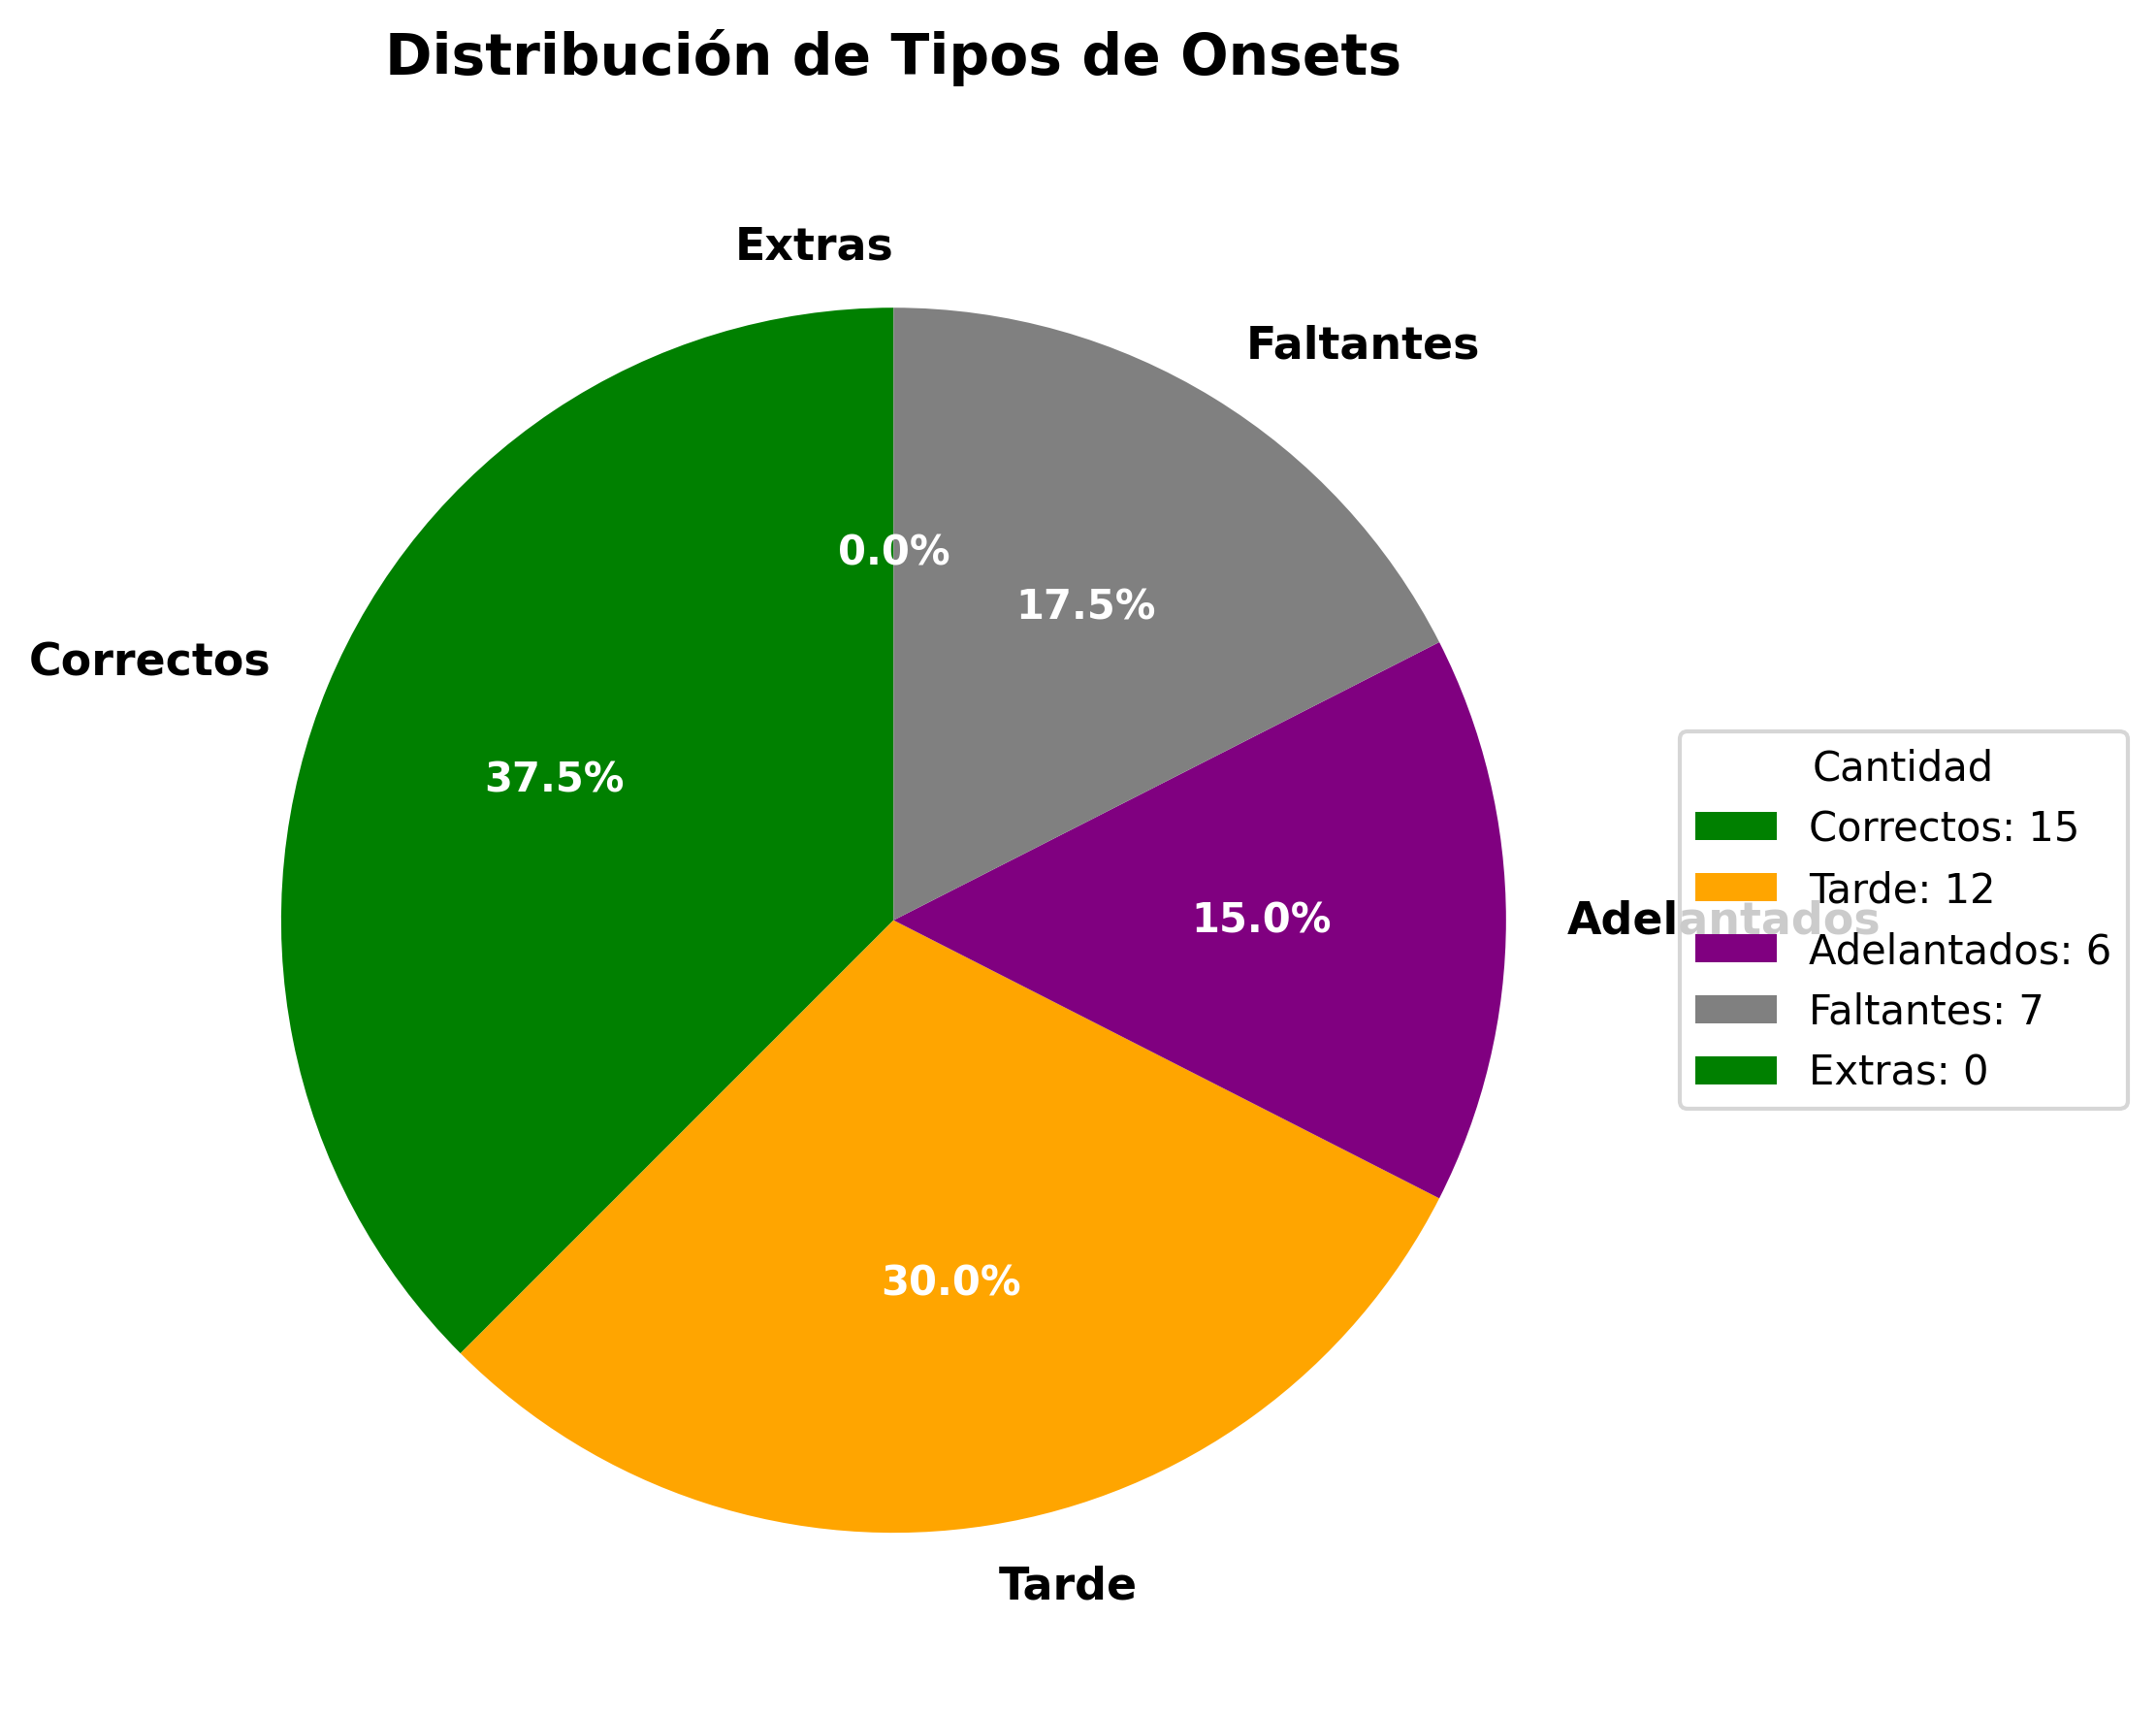 Distribución de Tipos de Onsets
Extras
Faltantes
0.0%
17.5%
Correctos
37.5%
15.0%
Adelantados
30.0%
Tarde
Cantidad
Correctos: 15
Tarde: 12
Adelantados: 6
Faltantes: 7
Extras: 0